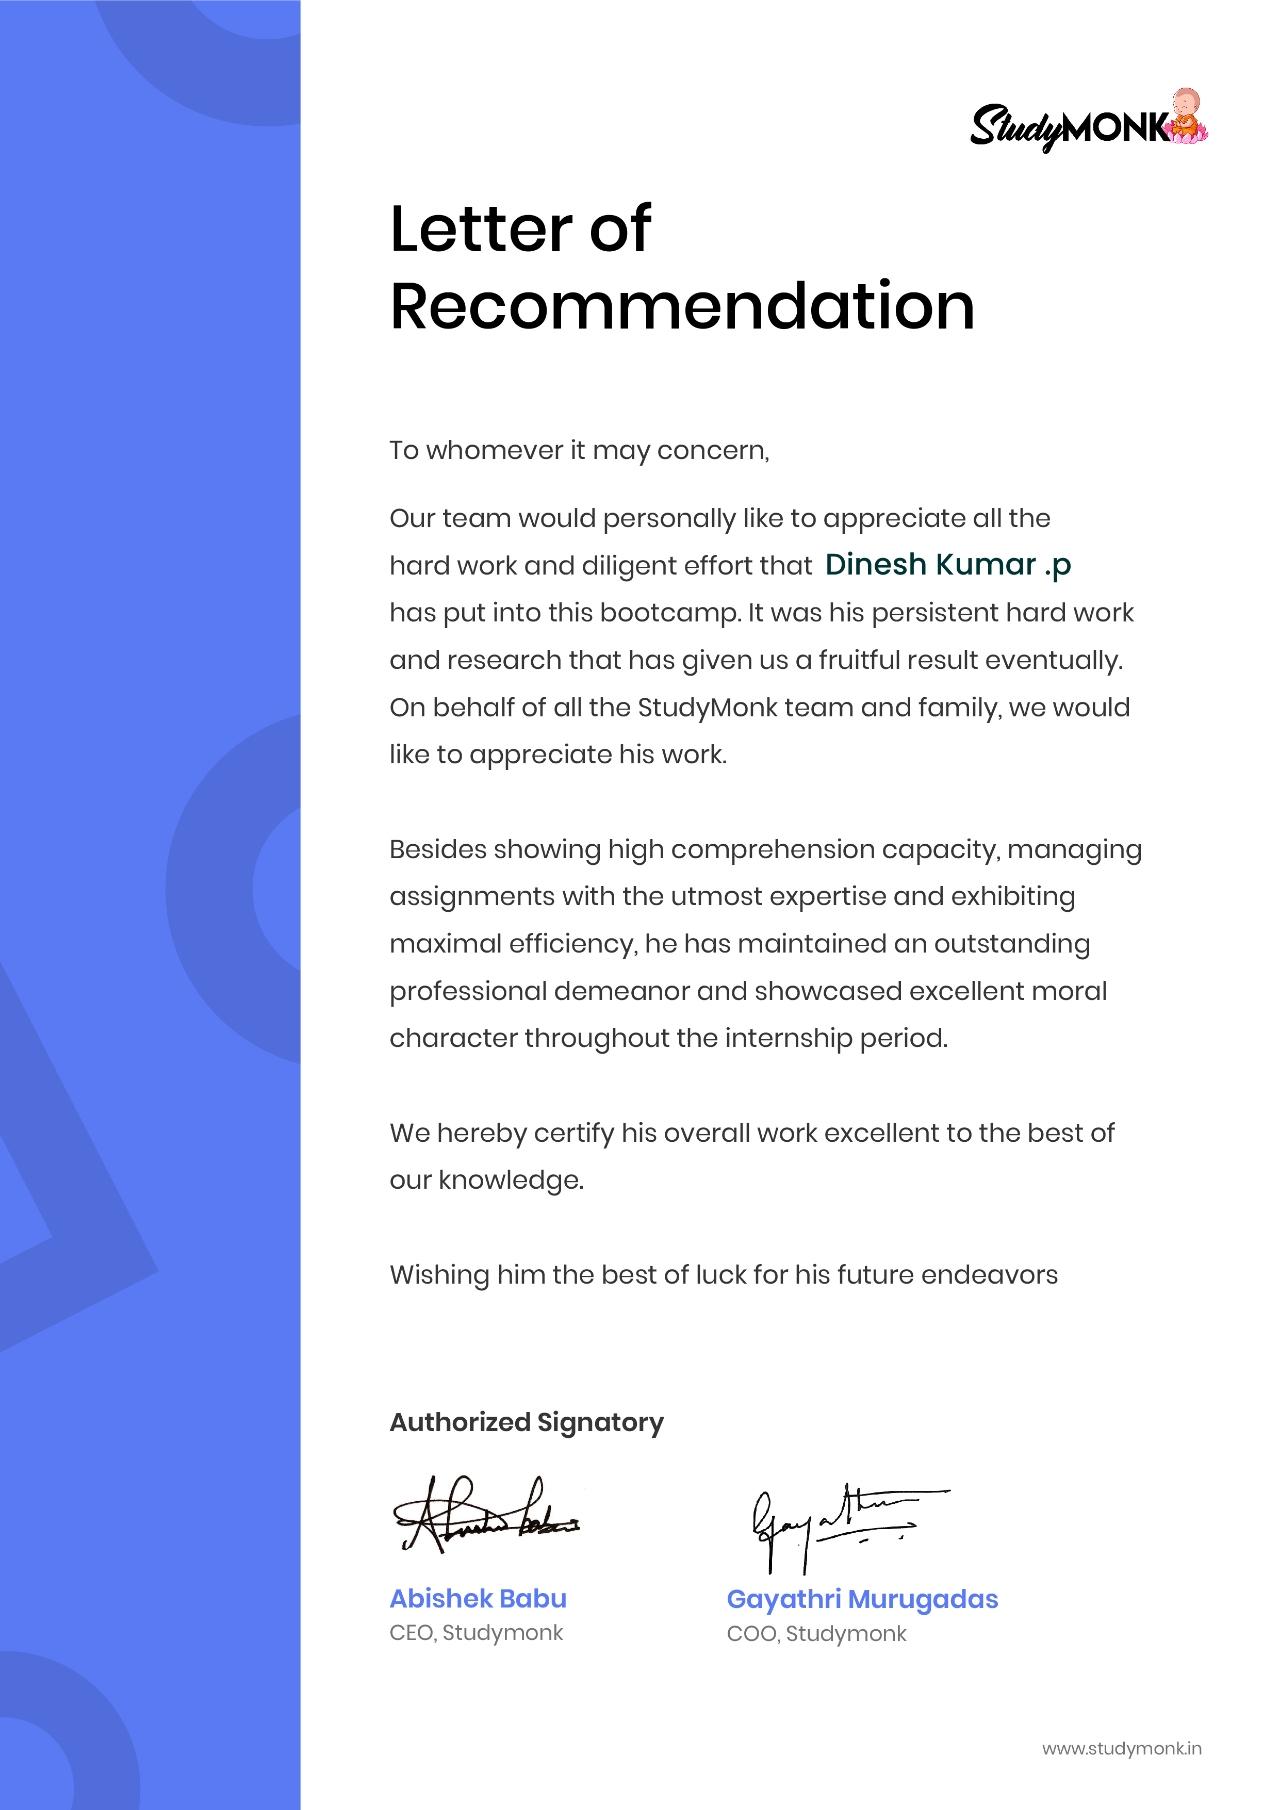 StudyMONK
Letter of
Recommendation
To whomever it may concern,
Our team would personally like to appreciate all the
hard work and diligent effort that Dinesh Kumar .p
has put into this bootcamp. It was his persistent hard work
and research that has given us a fruitful result eventually.
On behalf of all the StudyMonk team and family, we would
like to appreciate his work.
Besides showing high comprehension capacity, managing
assignments with the utmost expertise and exhibiting
maximal efficiency, he has maintained an outstanding
professional demeanor and showcased excellent moral
character throughout the internship period.
We hereby certify his overall work excellent to the best of
our knowledge.
Wishing him the best of luck for his future endeavors
Authorized Signatory
Abishek Babu Gayathri Murugadas
CEO, Studymonk COO, Studymonk
www.studymonk.in